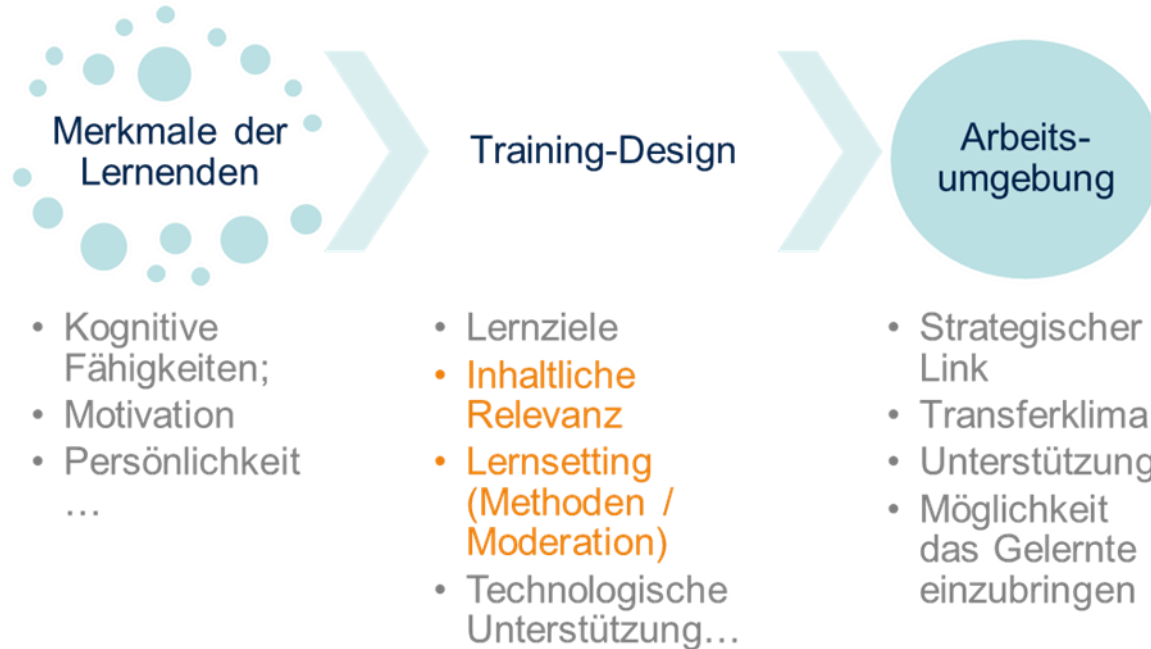 Merkmale der
Lernenden
Training-Design
Arbeits-
umgebung
• Kognitive
Fähigkeiten;
• Motivation
• Persönlichkeit
…
• Lernziele
• Inhaltliche
Relevanz
• Lernsetting
(Methoden /
Moderation)
• Technologische
Unterstützung…
• Strategischer
Link
• Transferklima
• Unterstützung
• Möglichkeit
das Gelernte
einzubringen